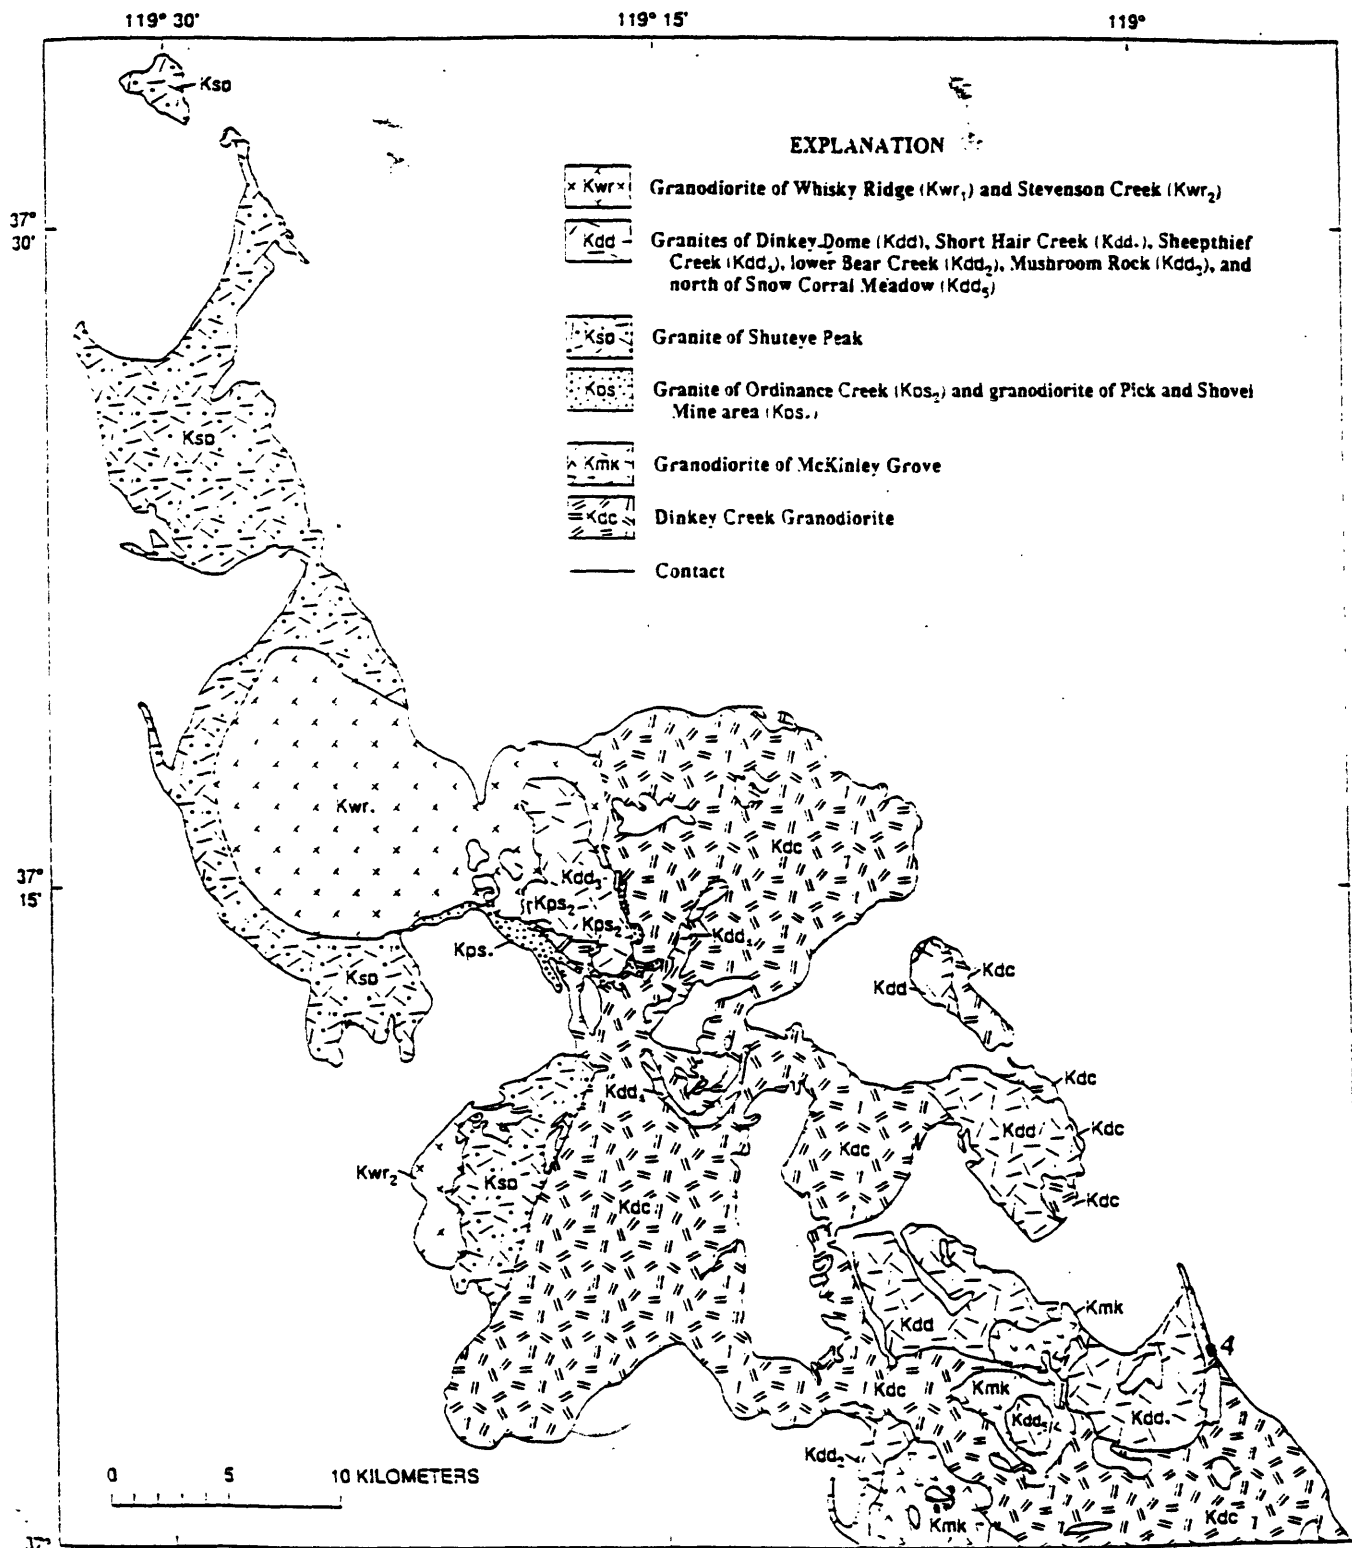 119° 30'
119° 15'
119°
Ksp
EXPLANATION
Kwr
Granodiorite of Whisky Ridge (Kwr₁) and Stevenson Creek (Kwr₂)
37°
30'
Kdd
Granites of Dinkey Dome (Kdd), Short Hair Creek (Kdd₁), Sheepthief
Creek (Kdd₄), lower Bear Creek (Kdd₂), Mushroom Rock (Kdd₃), and
north of Snow Corral Meadow (Kdd₅)
Ksp
Granite of Shuteye Peak
Kps
Granite of Ordinance Creek (Kps₂) and granodiorite of Pick and Shovel
Mine area (Kps₁)
Ksp
Kmk
Granodiorite of McKinley Grove
Kdc
Dinkey Creek Granodiorite
Contact
Kwr₁
Kdc
37°
15'
Kdd₃
Kps₂
Kps₂
Kdd₄
Kps₁
Kdc
Ksp
Kdd
Kdc
Kdd₄
Kdd
Kdc
Kdc
Kwr₂
Ksp
Kdc
Kdc
Kmk
Kdd
4
Kdc
Kmk
Kdd₅
Kdd₁
Kdd₂
0 5 10 KILOMETERS
Kmk
Kdc
37°